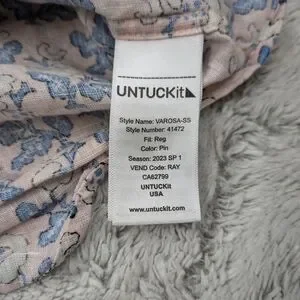 UNTUCKit
Style Name: VAROSA-SS
Style Number: 41472
Fit: Reg
Color: Pin
Season: 2023 SP 1
VEND Code: RAY
CA62799
UNTUCKit
USA
www.untuckit.com